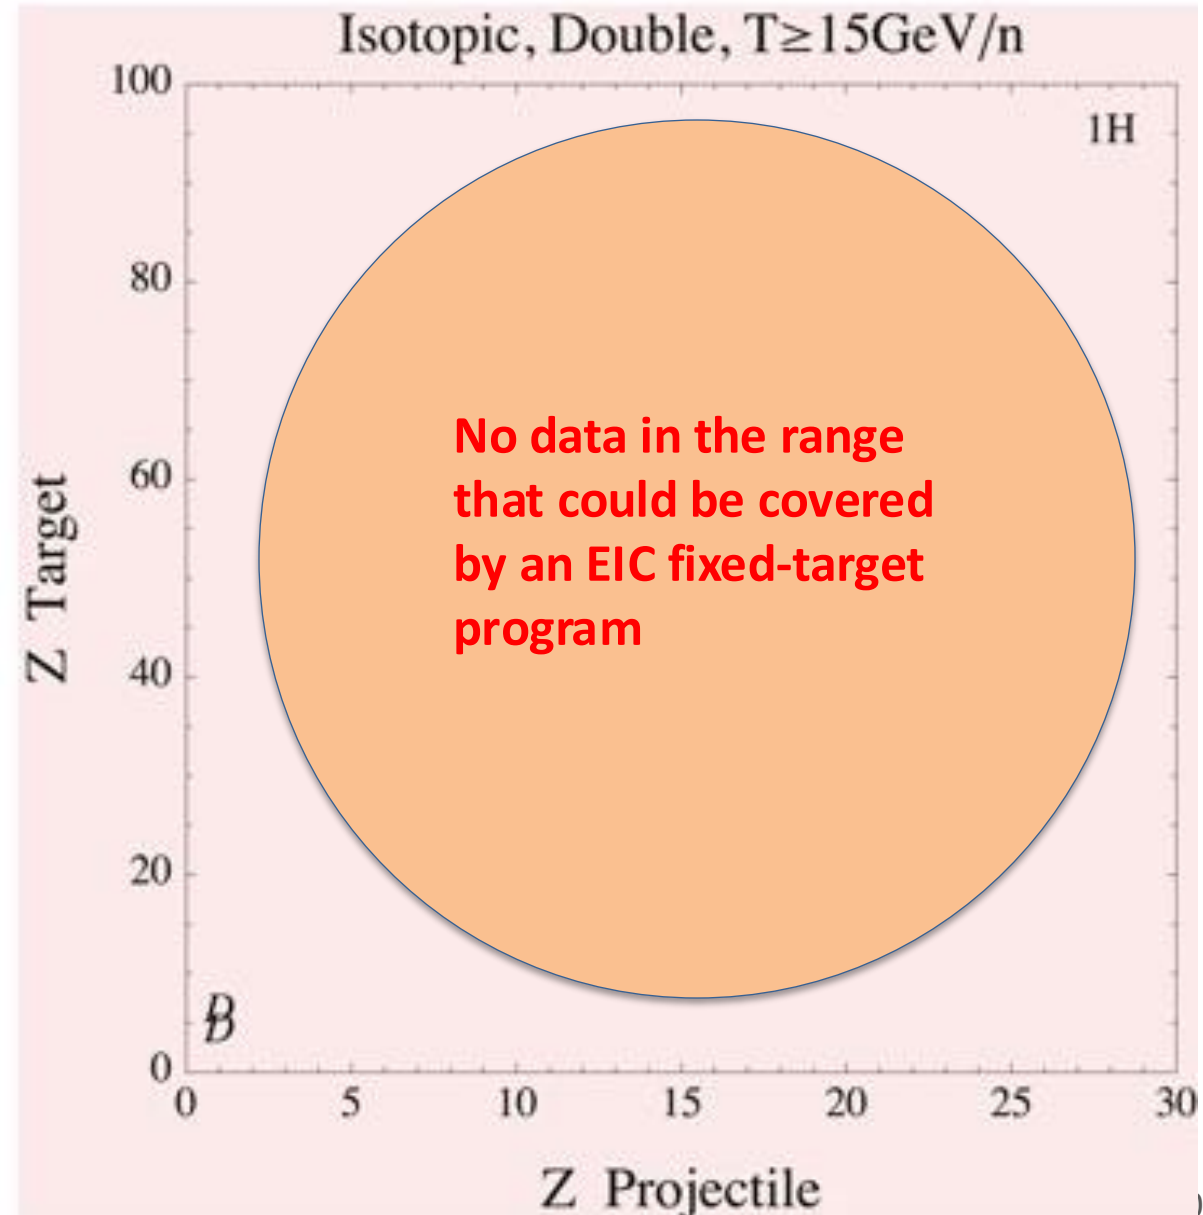 Isotopic, Double, T≥15GeV/n
100
1H
80
No data in the range
that could be covered
60
by an EIC fixed-target
program
Z Target
40
20
D
D
0
0 5 10 15 20 25 30
Z Projectile